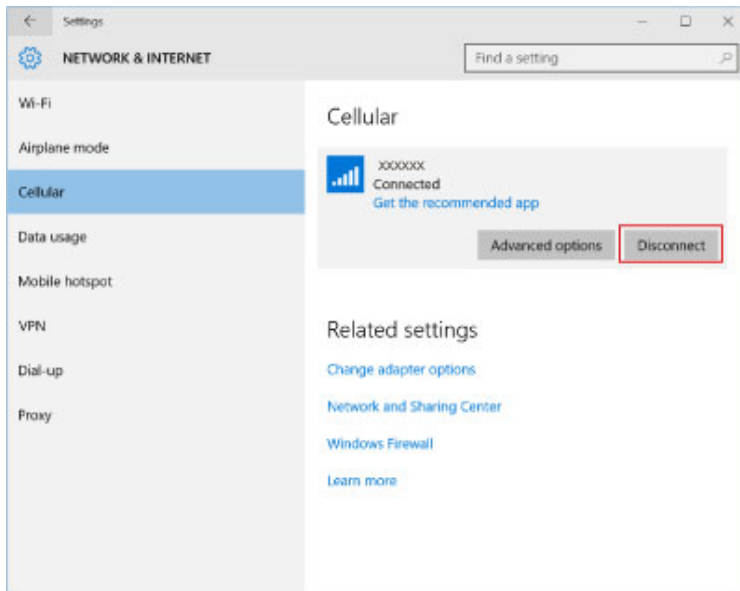 Settings
NETWORK & INTERNET
Find a setting
Wi-Fi
Airplane mode
Cellular
Data usage
Mobile hotspot
VPN
Dial-up
Proxy
Cellular
xxxxxx
Connected
Get the recommended app
Advanced options
Disconnect
Related settings
Change adapter options
Network and Sharing Center
Windows Firewall
Learn more